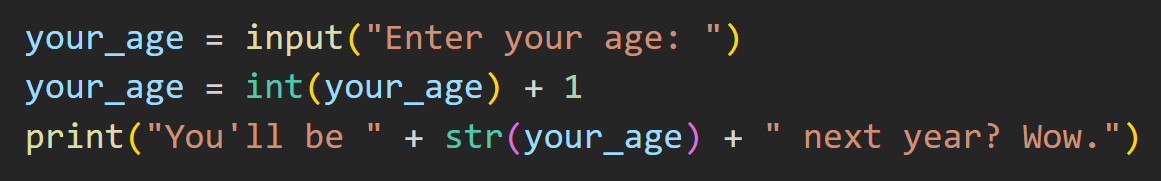 your_age = input("Enter your age: ")
your_age = int(your_age) + 1
print("You'll be " + str(your_age) + " next year? Wow.")